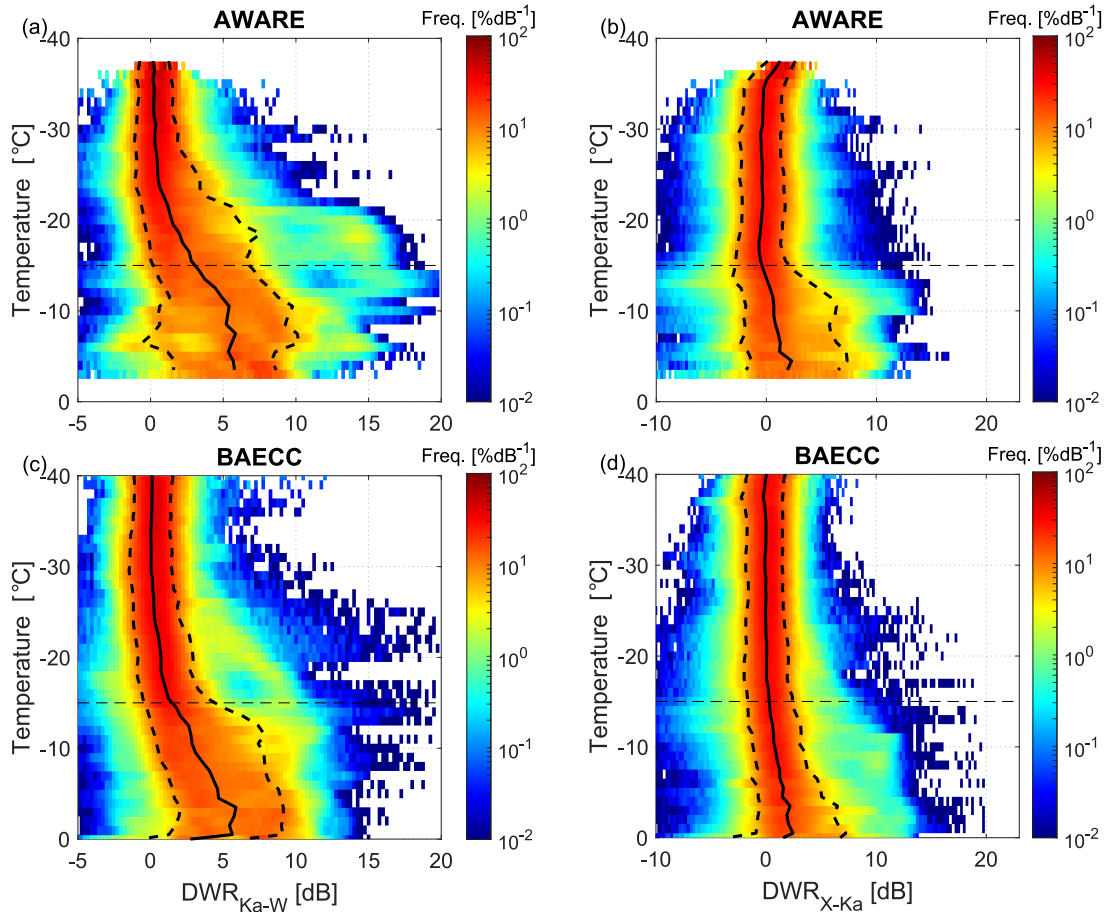 (a) AWARE Freq. [%dB-1]
(b) AWARE Freq. [%dB-1]
-40
-30
-20
-10
0
Temperature [°C]
-5 0 5 10 15 20
10^2
10^1
10^0
10^-1
10^-2
-40
-30
-20
-10
0
Temperature [°C]
-10 0 10 20
10^2
10^1
10^0
10^-1
10^-2
(c) BAECC Freq. [%dB-1]
(d) BAECC Freq. [%dB-1]
-40
-30
-20
-10
0
Temperature [°C]
-5 0 5 10 15 20
DWR_Ka-W [dB]
10^2
10^1
10^0
10^-1
10^-2
-40
-30
-20
-10
0
Temperature [°C]
-10 0 10 20
DWR_X-Ka [dB]
10^2
10^1
10^0
10^-1
10^-2